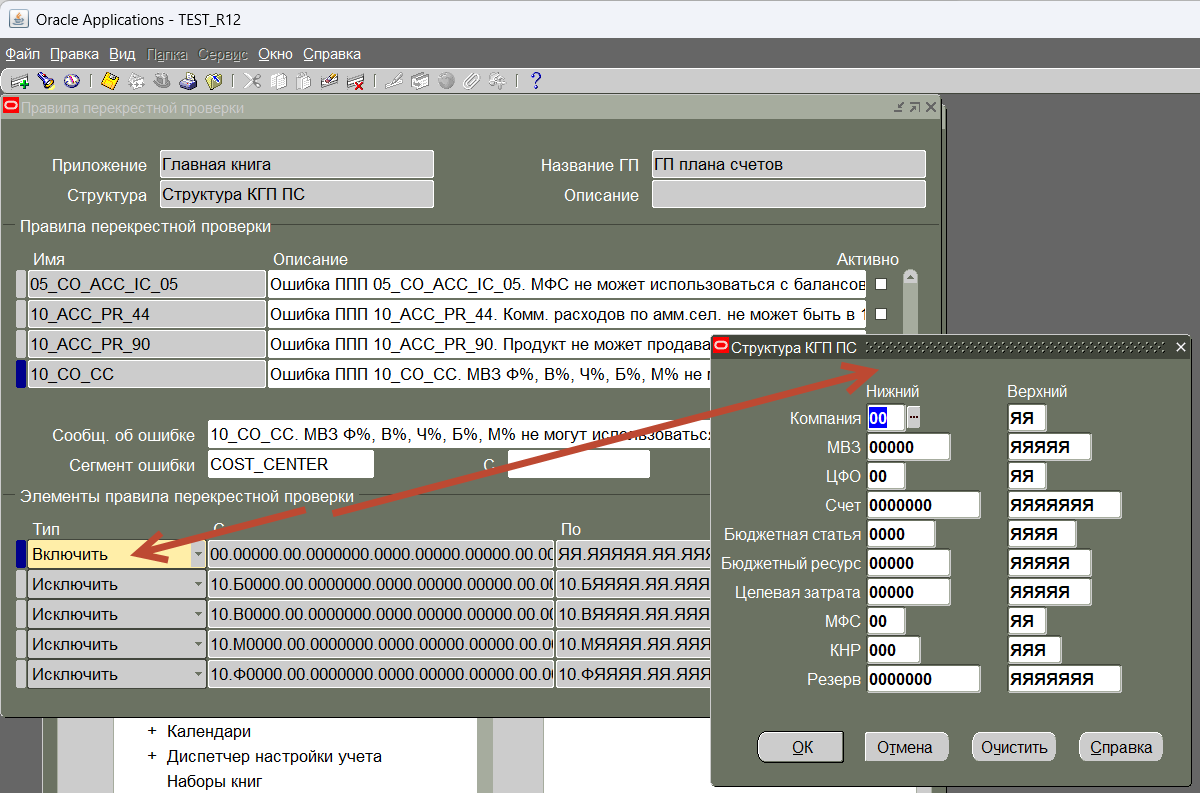 Oracle Applications - TEST_R12
Файл Правка Вид Папка Сервис Окно Справка
Правила перекрестной проверки
Приложение Главная книга Название ГП ГП плана счетов
Структура Структура КГП ПС Описание
Правила перекрестной проверки
Имя Описание Активно
05_CO_ACC_IC_05 Ошибка ППП 05_CO_ACC_IC_05. МФС не может использоваться с балансов
10_ACC_PR_44 Ошибка ППП 10_ACC_PR_44. Комм. расходов по амм.сел. не может быть в 1
10_ACC_PR_90 Ошибка ППП 10_ACC_PR_90. Продукт не может продава
10_CO_CC Ошибка ППП 10_CO_CC. МВЗ Ф%, В%, Ч%, Б%, М% не м
Сообщ. об ошибке 10_CO_CC. МВЗ Ф%, В%, Ч%, Б%, М% не могут использоватьс
Сегмент ошибки COST_CENTER С
Элементы правила перекрестной проверки
Тип С По
Включить 00.00000.00.0000000.0000.00000.00000.00.00 ЯЯ.ЯЯЯЯЯ.ЯЯ.ЯЯЯ
Исключить 10.Б0000.00.0000000.0000.00000.00000.00.00 10.БЯЯЯЯ.ЯЯ.ЯЯЯ
Исключить 10.В0000.00.0000000.0000.00000.00000.00.00 10.ВЯЯЯЯ.ЯЯ.ЯЯЯ
Исключить 10.М0000.00.0000000.0000.00000.00000.00.0 10.МЯЯЯЯ.ЯЯ.ЯЯЯ
Исключить 10.Ф0000.00.0000000.0000.00000.00000.00.0 10.ФЯЯЯЯ.ЯЯ.ЯЯЯ
+ Календари
+ Диспетчер настройки учета
Наборы книг
Структура КГП ПС
Нижний Верхний
Компания 00 ... ЯЯ
МВЗ 00000 ЯЯЯЯЯ
ЦФО 00 ЯЯ
Счет 0000000 ЯЯЯЯЯЯЯ
Бюджетная статья 0000 ЯЯЯЯ
Бюджетный ресурс 00000 ЯЯЯЯЯ
Целевая затрата 00000 ЯЯЯЯЯ
МФС 00 ЯЯ
КНР 000 ЯЯЯ
Резерв 0000000 ЯЯЯЯЯЯЯ
ОК Отмена Очистить Справка